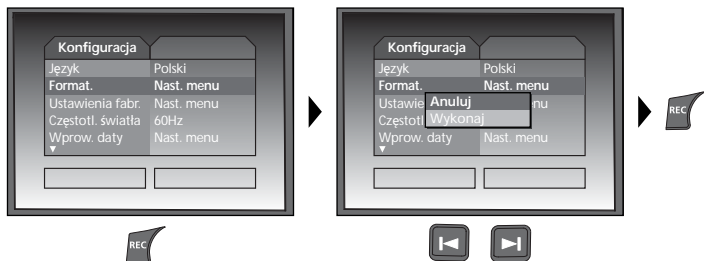 Konfiguracja
Język Polski
Format. Nast. menu
Ustawienia fabr. Nast. menu
Częstotl. światła 60Hz
Wprow. daty Nast. menu
REC
Konfiguracja
Język Polski
Format. Nast. menu
Ustawie Anuluj nu
Częstotl Wykonaj
Wprow. daty Nast. menu
REC